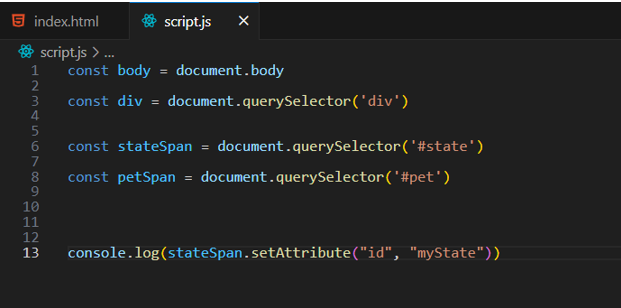 index.html script.js ×
script.js > ...
1 const body = document.body
2
3 const div = document.querySelector('div')
4
5
6 const stateSpan = document.querySelector('#state')
7
8 const petSpan = document.querySelector('#pet')
9
10
11
12
13 console.log(stateSpan.setAttribute("id", "myState"))